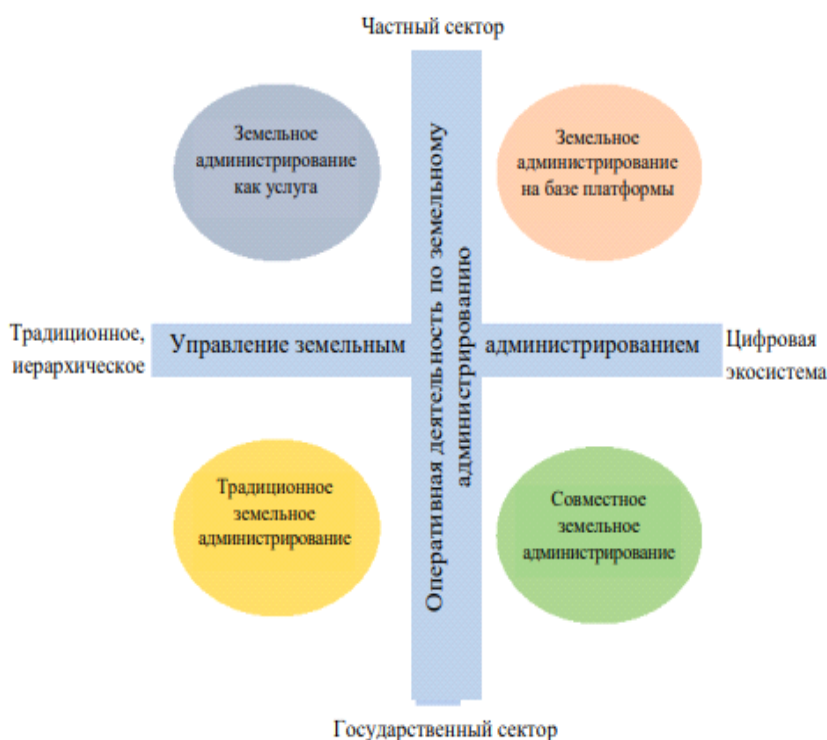 Частный сектор
Земельное
администрирование
как услуга
Земельное
администрирование
на базе платформы
Оперативная деятельность по земельному
администрированию
Традиционное,
иерархическое
Управление земельным администрированием
Цифровая
экосистема
Традиционное
земельное
администрирование
Совместное
земельное
администрирование
Государственный сектор